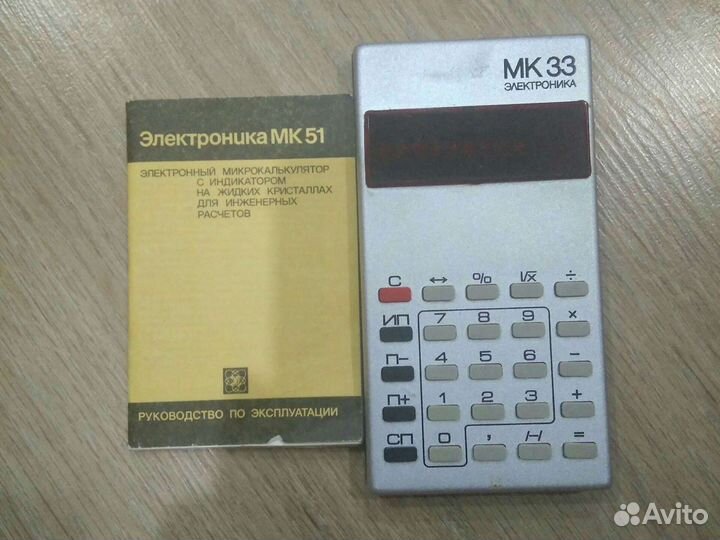 Электроника МК 51
ЭЛЕКТРОННЫЙ МИКРОКАЛЬКУЛЯТОР
С ИНДИКАТОРОМ
НА ЖИДКИХ КРИСТАЛЛАХ
ДЛЯ ИНЖЕНЕРНЫХ
РАСЧЕТОВ
РУКОВОДСТВО ПО ЭКСПЛУАТАЦИИ
МК 33
ЭЛЕКТРОНИКА
С ↔ % √x ÷
ИП 7 8 9 ×
П− 4 5 6 −
П+ 1 2 3 +
СП 0 , /−/ =
Avito